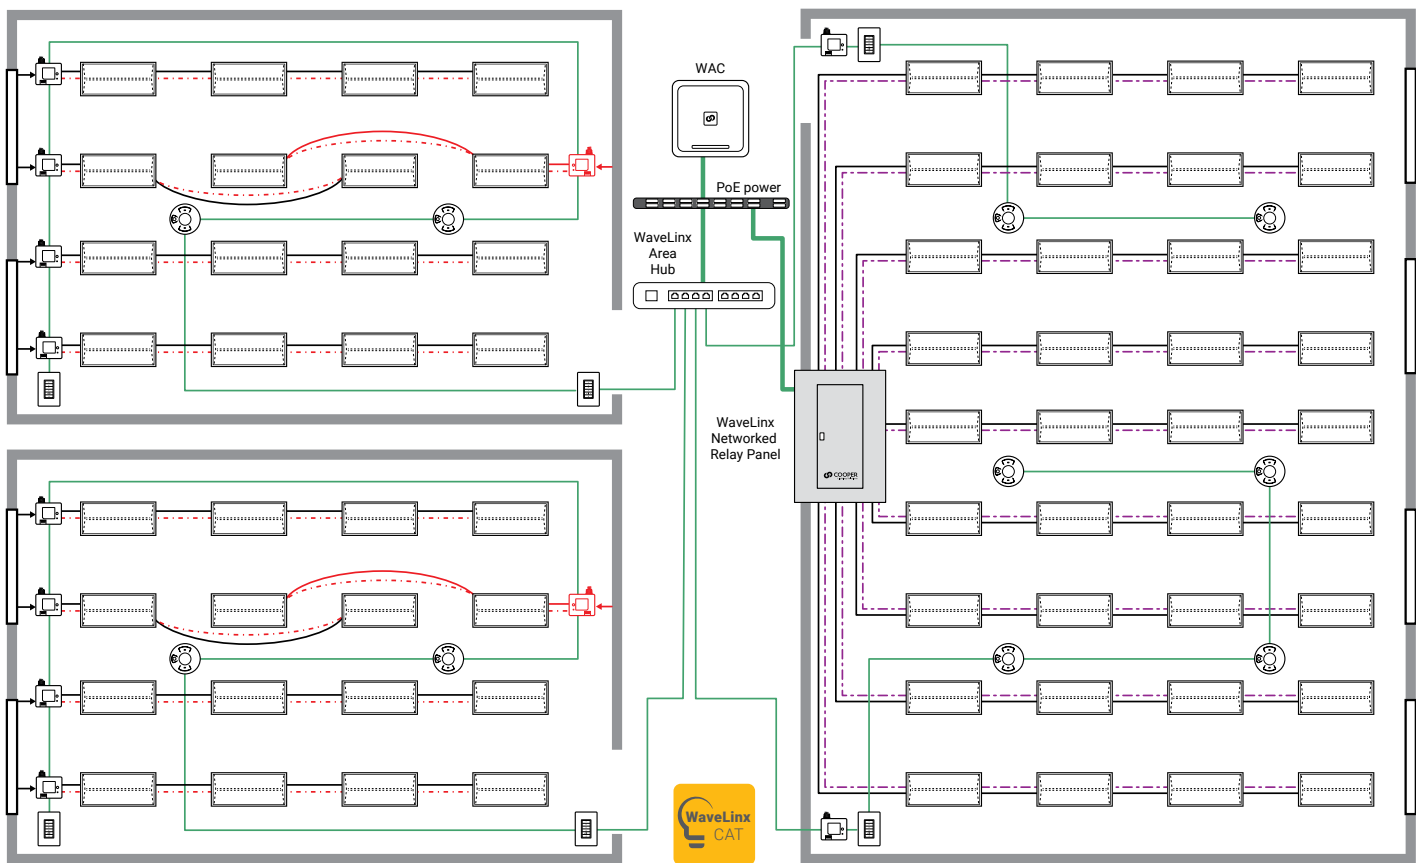 WAC
PoE power
WaveLinx
Area
Hub
WaveLinx
Networked
Relay Panel
COOPER
WaveLinx
CAT